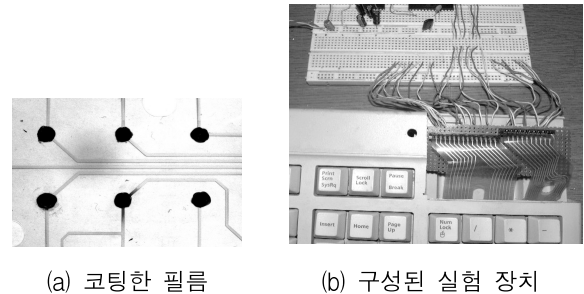 Print
Scrn
SysRq
Scroll
Lock
Pause
Break
Insert
Home
Page
Up
Num
Lock
/
(a) 코팅한 필름
(b) 구성된 실험 장치